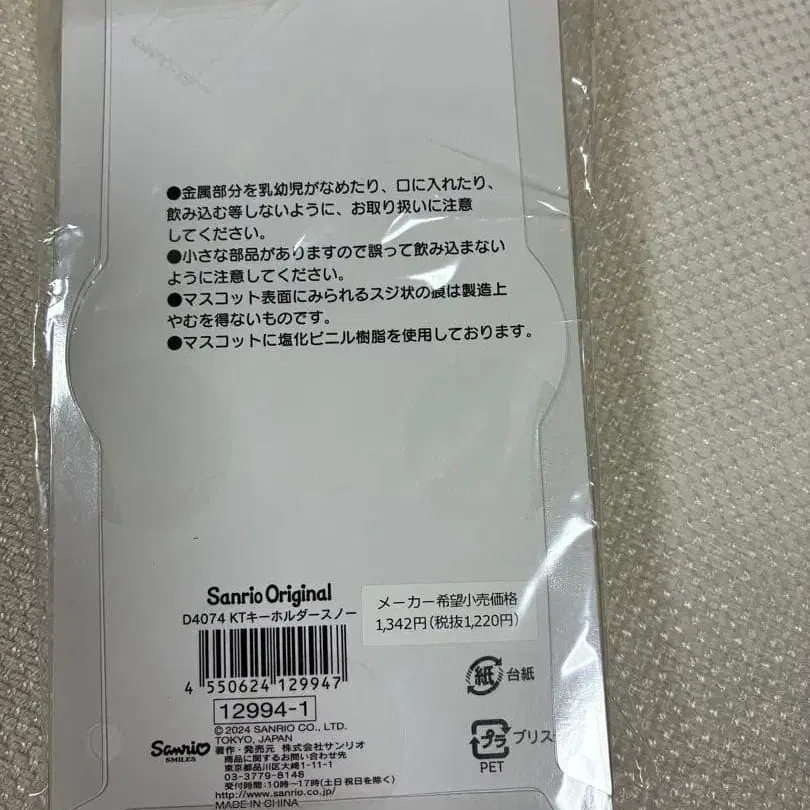 ●金属部分を乳幼児がなめたり、口に入れたり、
飲み込む等しないように、お取り扱いに注意
してください。
●小さな部品がありますので誤って飲み込まない
ように注意してください。
●マスコット表面にみられるスジ状の痕は製造上
やむを得ないものです。
●マスコットに塩化ビニル樹脂を使用しております。
Sanrio Original
D4074 KTキーホルダースノー
4 550624 129947
12994-1
メーカー希望小売価格
1,342円(税抜1,220円)
紙 台紙
プラ ブリス
PET
© 2024 SANRIO CO., LTD.
TOKYO, JAPAN
Sanrio
SMILES
著作・発売元 株式会社サンリオ
商品に関するお問い合わせ先
東京都品川区大崎1-11-1
03-3779-8148
受付時間:10時〜17時(土日祝日を除く)
http://www.sanrio.co.jp/
MADE IN CHINA